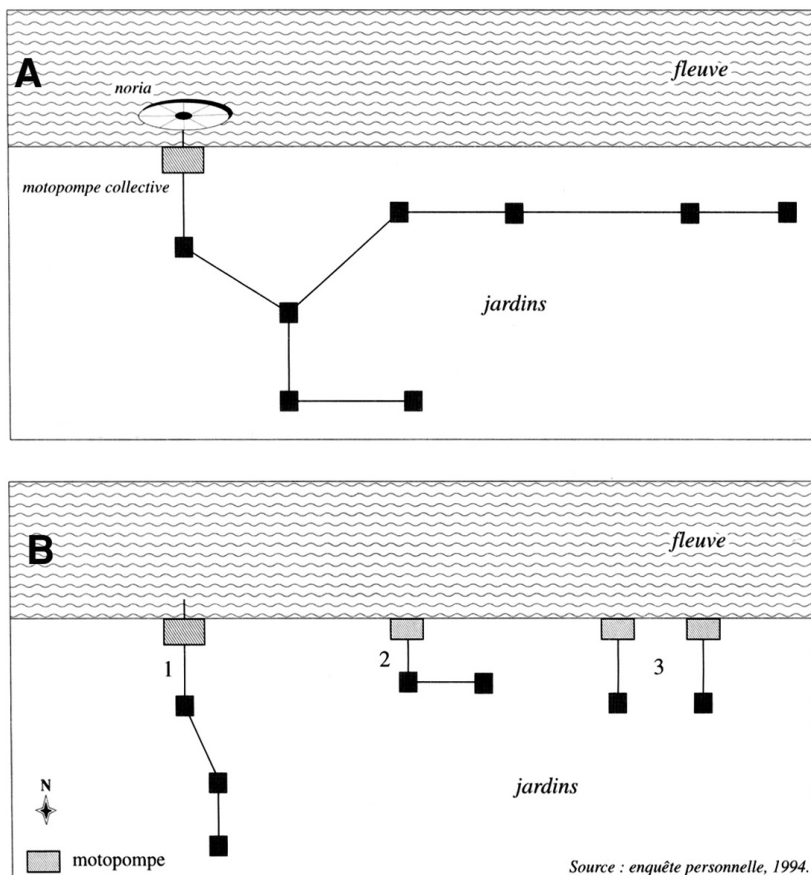 A
fleuve
noria
motopompe collective
jardins
B
fleuve
1
2
3
jardins
N
motopompe
Source : enquête personnelle, 1994.